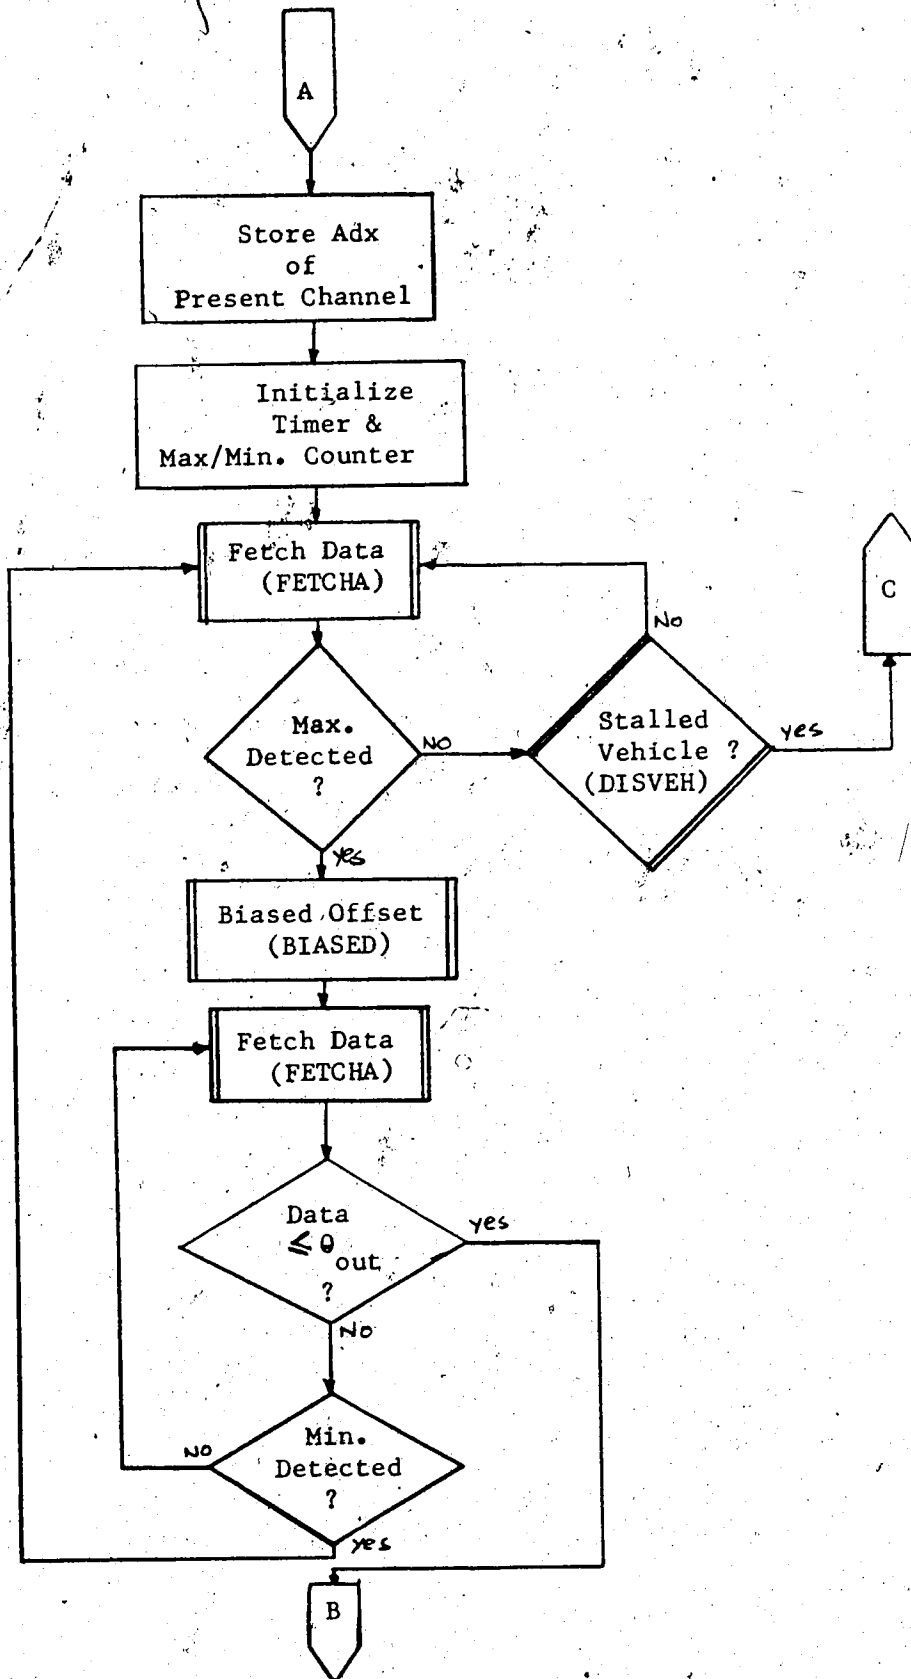 A
Store Adx
of
Present Channel
Initialize
Timer &
Max/Min. Counter
Fetch Data
(FETCHA)
C
No
Max.
Detected
?
NO
Stalled
Vehicle ?
(DISVEH)
yes
yes
Biased Offset
(BIASED)
Fetch Data
(FETCHA)
Data
≤ θout
?
yes
No
Min.
Detected
?
NO
yes
B